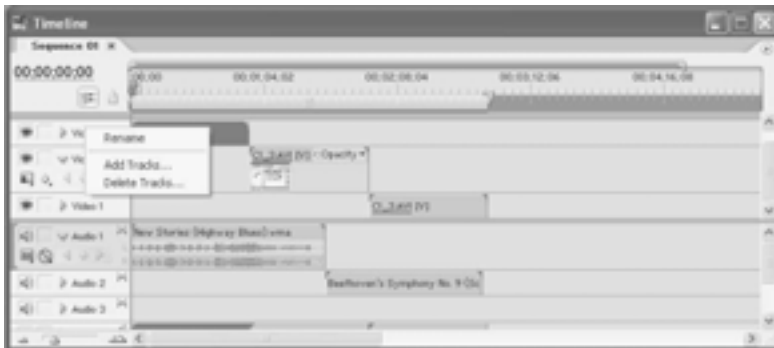 Timeline
Sequence 01
00;00;00;00
00;00 00;01;04;02 00;02;08;04 00;03;12;06 00;04;16;08
Rename
Add Tracks...
Delete Tracks...
[V] - Opacity
Video 1
[V]
Audio 1
New Stories (Highway Blues).wma
Audio 2
Beethoven's Symphony No. 9 (Sc
Audio 3